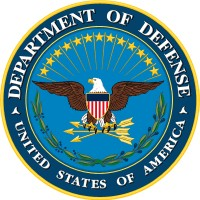 DEPARTMENT OF DEFENSE
UNITED STATES OF AMERICA